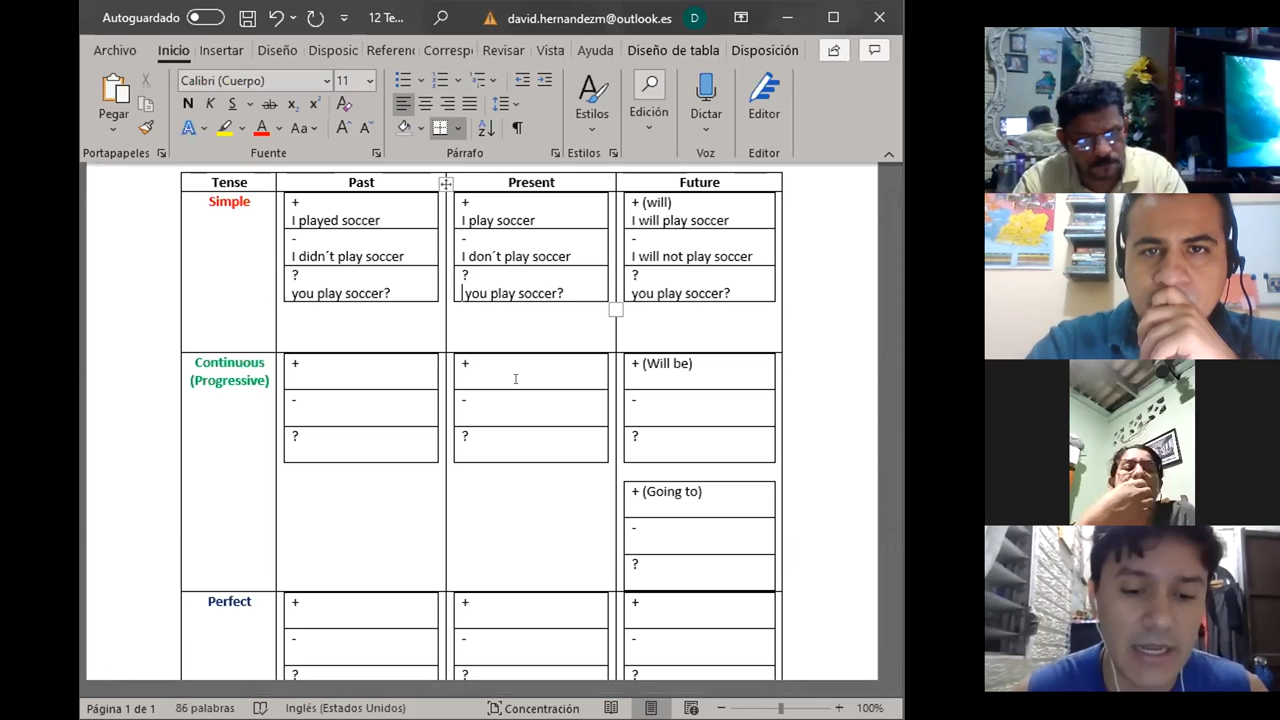 Autoguardado 12 Te... david.hernandezm@outlook.es D
Archivo Inicio Insertar Diseño Disposic Referenc Corresp Revisar Vista Ayuda Diseño de tabla Disposición
Calibri (Cuerpo) 11
Pegar N K S ab x₂ x² A Estilos Edición Dictar Editor
A A Aa A A
Portapapeles Fuente Párrafo Estilos Voz Editor
Tense Past Present Future
Simple + + + (will)
I played soccer I play soccer I will play soccer
- - -
I didn´t play soccer I don´t play soccer I will not play soccer
? ? ?
you play soccer? you play soccer? you play soccer?
Continuous + + + (Will be)
(Progressive)
- - -
? ? ?
+ (Going to)
-
?
Perfect + + +
- - -
? ? ?
Página 1 de 1 86 palabras Inglés (Estados Unidos) Concentración 100%